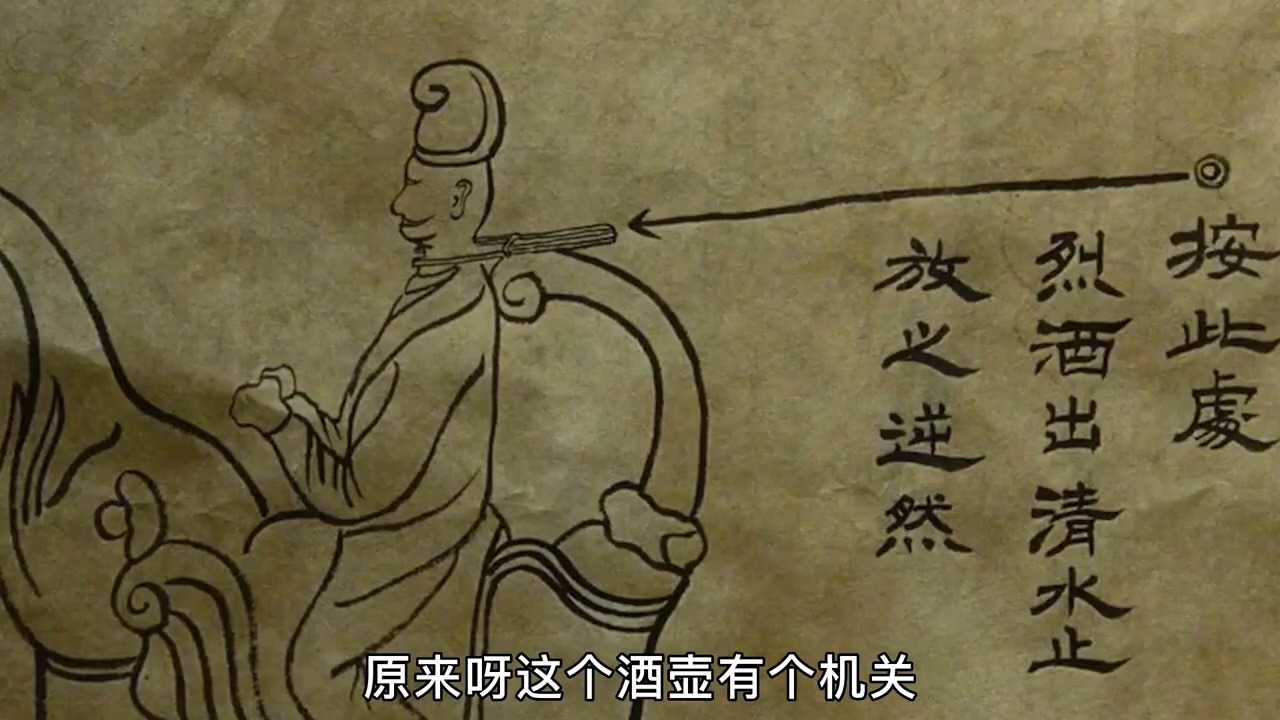 按此處
烈酒出清水止
放之逆然
原来呀这个酒壶有个机关